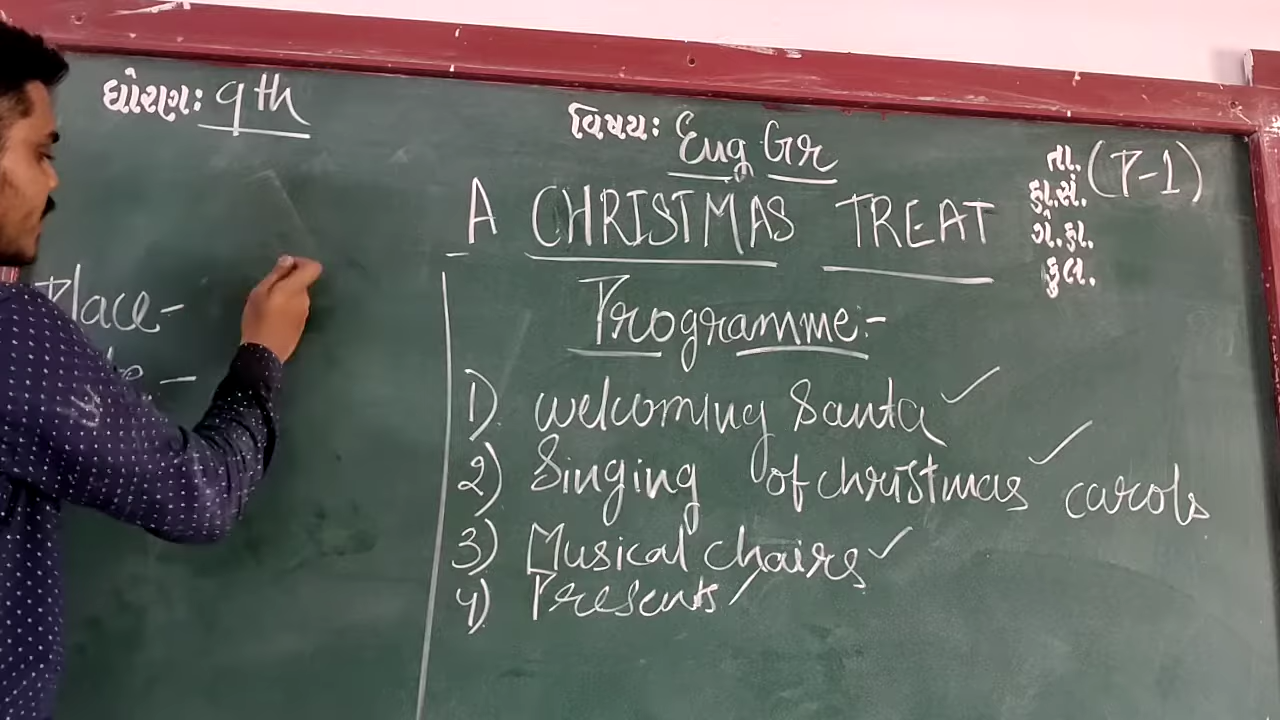 ધોરણ: 9th
વિષય: Eng Gr
તા. (P-1)
હા.સં.
ગે.હા.
કુલ.
A CHRISTMAS TREAT
Place-
Programme:-
1) welcoming Santa ✓
2) Singing of christmas ✓ carols
3) Musical chairs ✓
4) Presents ✓